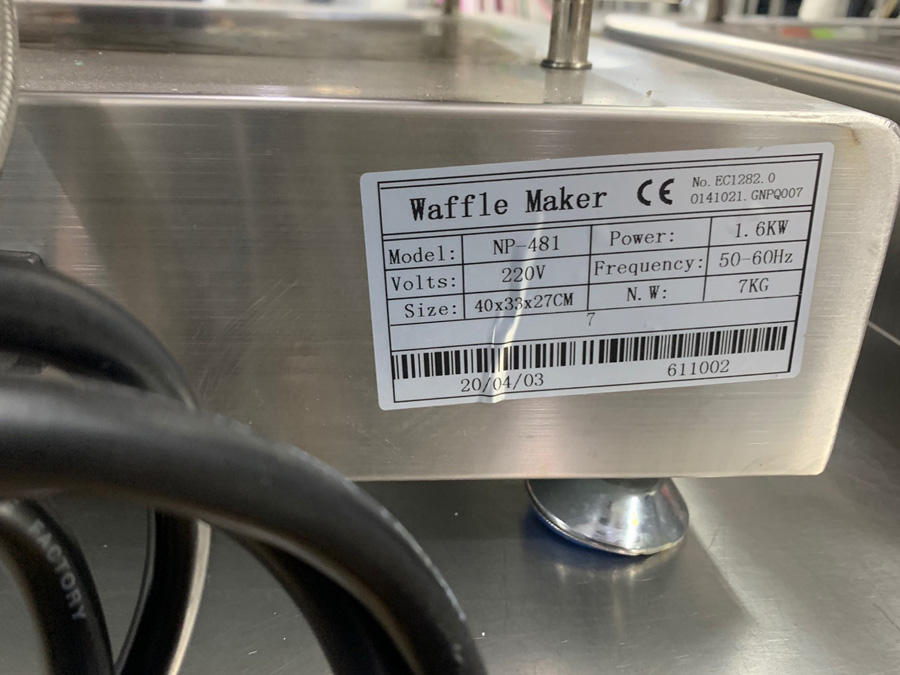 Waffle Maker CE No.EC1282.0
0141021.GNPQ007
Model: NP-481 Power: 1.6KW
Volts: 220V Frequency: 50-60Hz
Size: 40x33x27CM N.W: 7KG
7
20/04/03 611002
FACTORY